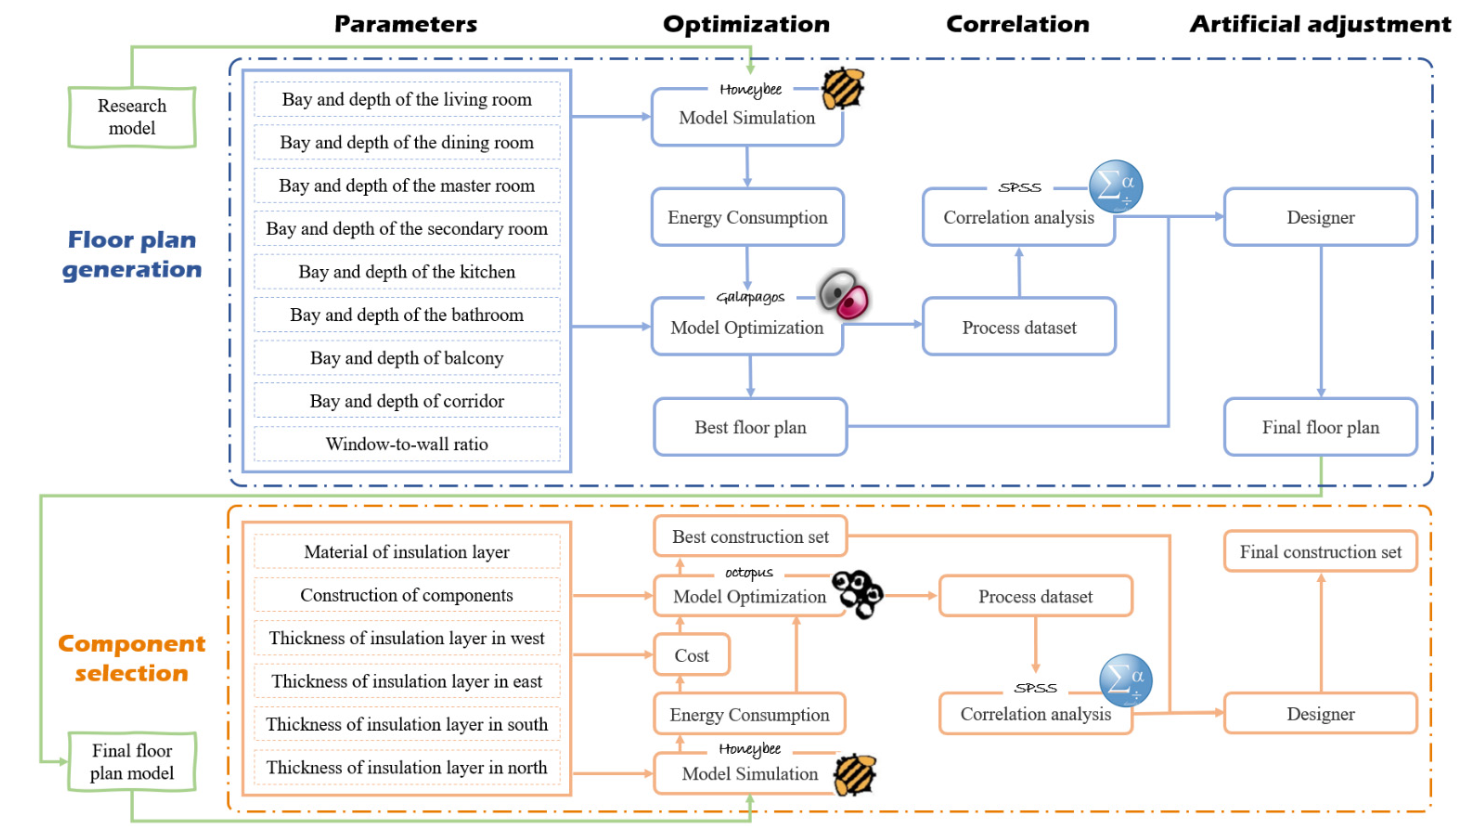 Parameters
Optimization
Correlation
Artificial adjustment
Research
model
Floor plan
generation
Bay and depth of the living room
Bay and depth of the dining room
Bay and depth of the master room
Bay and depth of the secondary room
Bay and depth of the kitchen
Bay and depth of the bathroom
Bay and depth of balcony
Bay and depth of corridor
Window-to-wall ratio
Honeybee
Model Simulation
Energy Consumption
Galapagos
Model Optimization
Best floor plan
SPSS
Σα
÷
Correlation analysis
Process dataset
Designer
Final floor plan
Component
selection
Final floor
plan model
Material of insulation layer
Construction of components
Thickness of insulation layer in west
Thickness of insulation layer in east
Thickness of insulation layer in south
Thickness of insulation layer in north
Best construction set
octopus
Model Optimization
Cost
Energy Consumption
Honeybee
Model Simulation
Process dataset
SPSS
Σα
÷
Correlation analysis
Final construction set
Designer